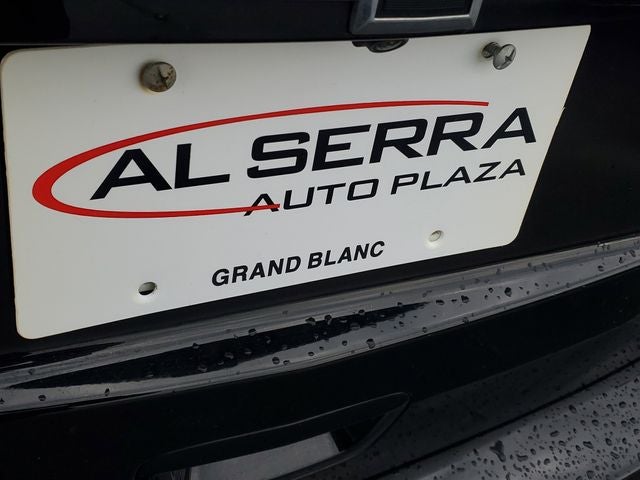 AL SERRA
AUTO PLAZA
GRAND BLANC